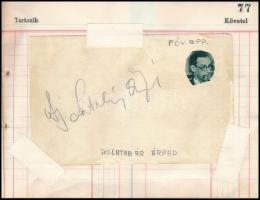 77
Tartozik Követel
FŐV. OPP.
Ifj Latabár Árpád
IFJ. LATABÁR ÁRPÁD